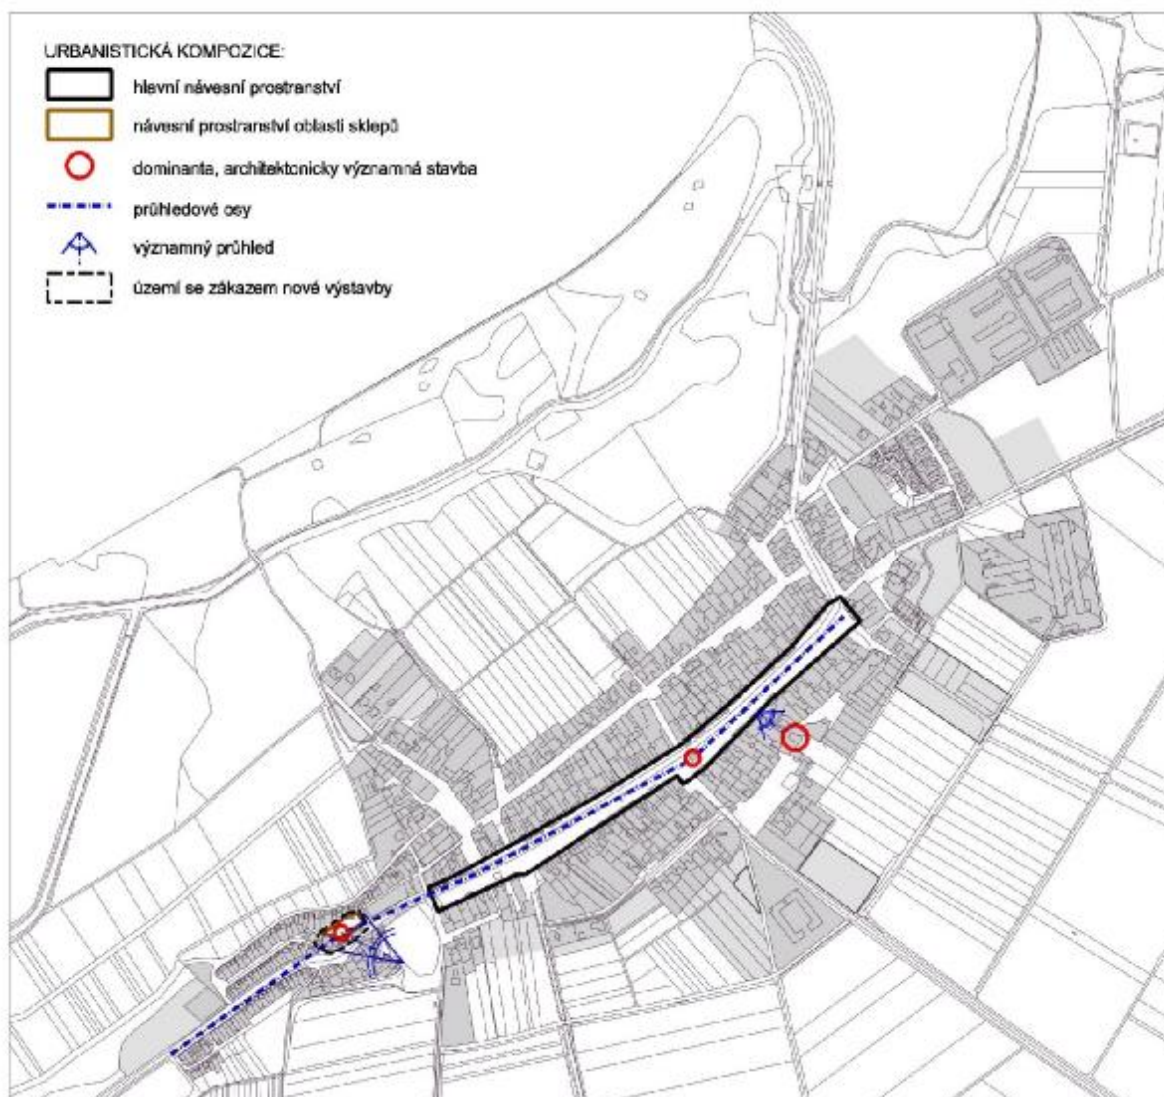 URBANISTICKÁ KOMPOZICE:
hlavní návesní prostranství
návesní prostranství oblasti sklepů
dominanta, architektonicky významná stavba
průhledové osy
významný průhled
území se zákazem nové výstavby